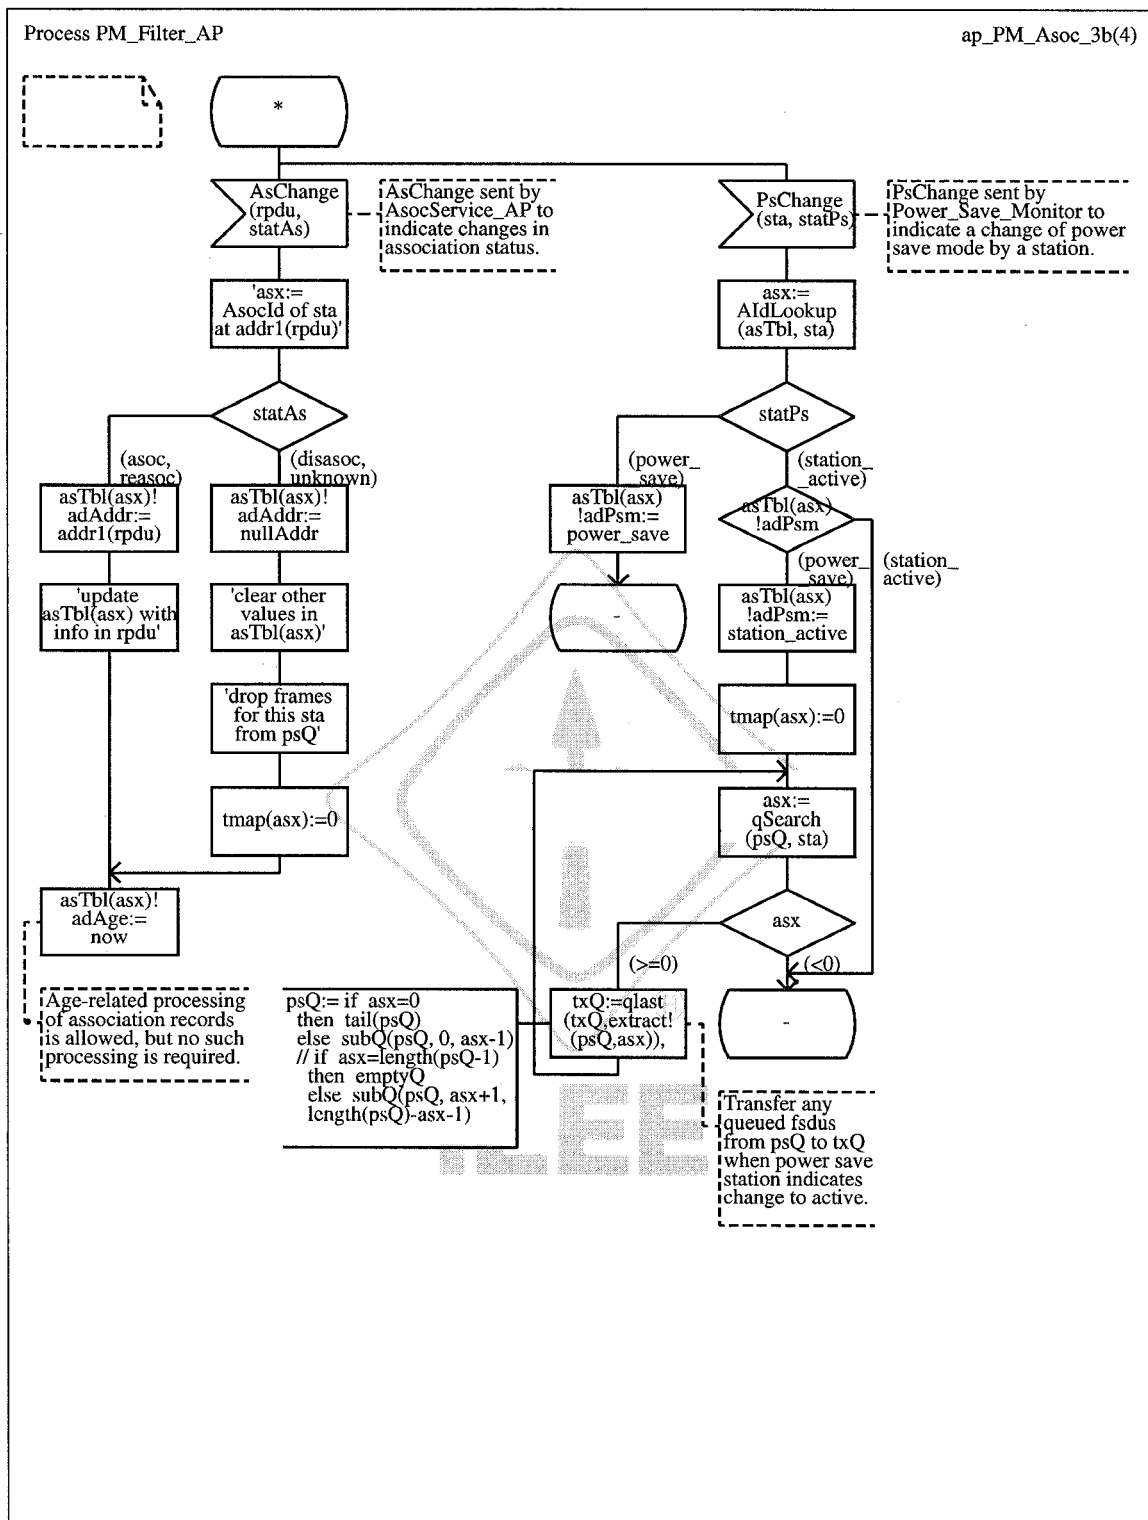 Process PM_Filter_AP
ap_PM_Asoc_3b(4)
*
AsChange
(rpdu,
statAs)
AsChange sent by
AsocService_AP to
indicate changes in
association status.
PsChange
(sta, statPs)
PsChange sent by
Power_Save_Monitor to
indicate a change of power
save mode by a station.
'asx:=
AsocId of sta
at addr1(rpdu)'
asx:=
AIdLookup
(asTbl, sta)
statAs
statPs
(asoc,
reasoc)
(disasoc,
unknown)
(power_
save)
(station_
_active)
asTbl(asx)!
adAddr:=
addr1(rpdu)
asTbl(asx)!
adAddr:=
nullAddr
asTbl(asx)
!adPsm:=
power_save
asTbl(asx)
!adPsm
(power_
save)
(station_
active)
'update
asTbl(asx) with
info in rpdu'
'clear other
values in
asTbl(asx)'
-
asTbl(asx)
!adPsm:=
station_active
'drop frames
for this sta
from psQ'
tmap(asx):=0
tmap(asx):=0
asx:=
qSearch
(psQ, sta)
asTbl(asx)!
adAge:=
now
asx
(>=0)
(<0)
Age-related processing
of association records
is allowed, but no such
processing is required.
psQ:= if asx=0
then tail(psQ)
else subQ(psQ, 0, asx-1)
// if asx=length(psQ-1)
then emptyQ
else subQ(psQ, asx+1,
length(psQ)-asx-1)
txQ:=qlast
(txQ,extract!
(psQ,asx)),
-
Transfer any
queued fsdus
from psQ to txQ
when power save
station indicates
change to active.
IEEE